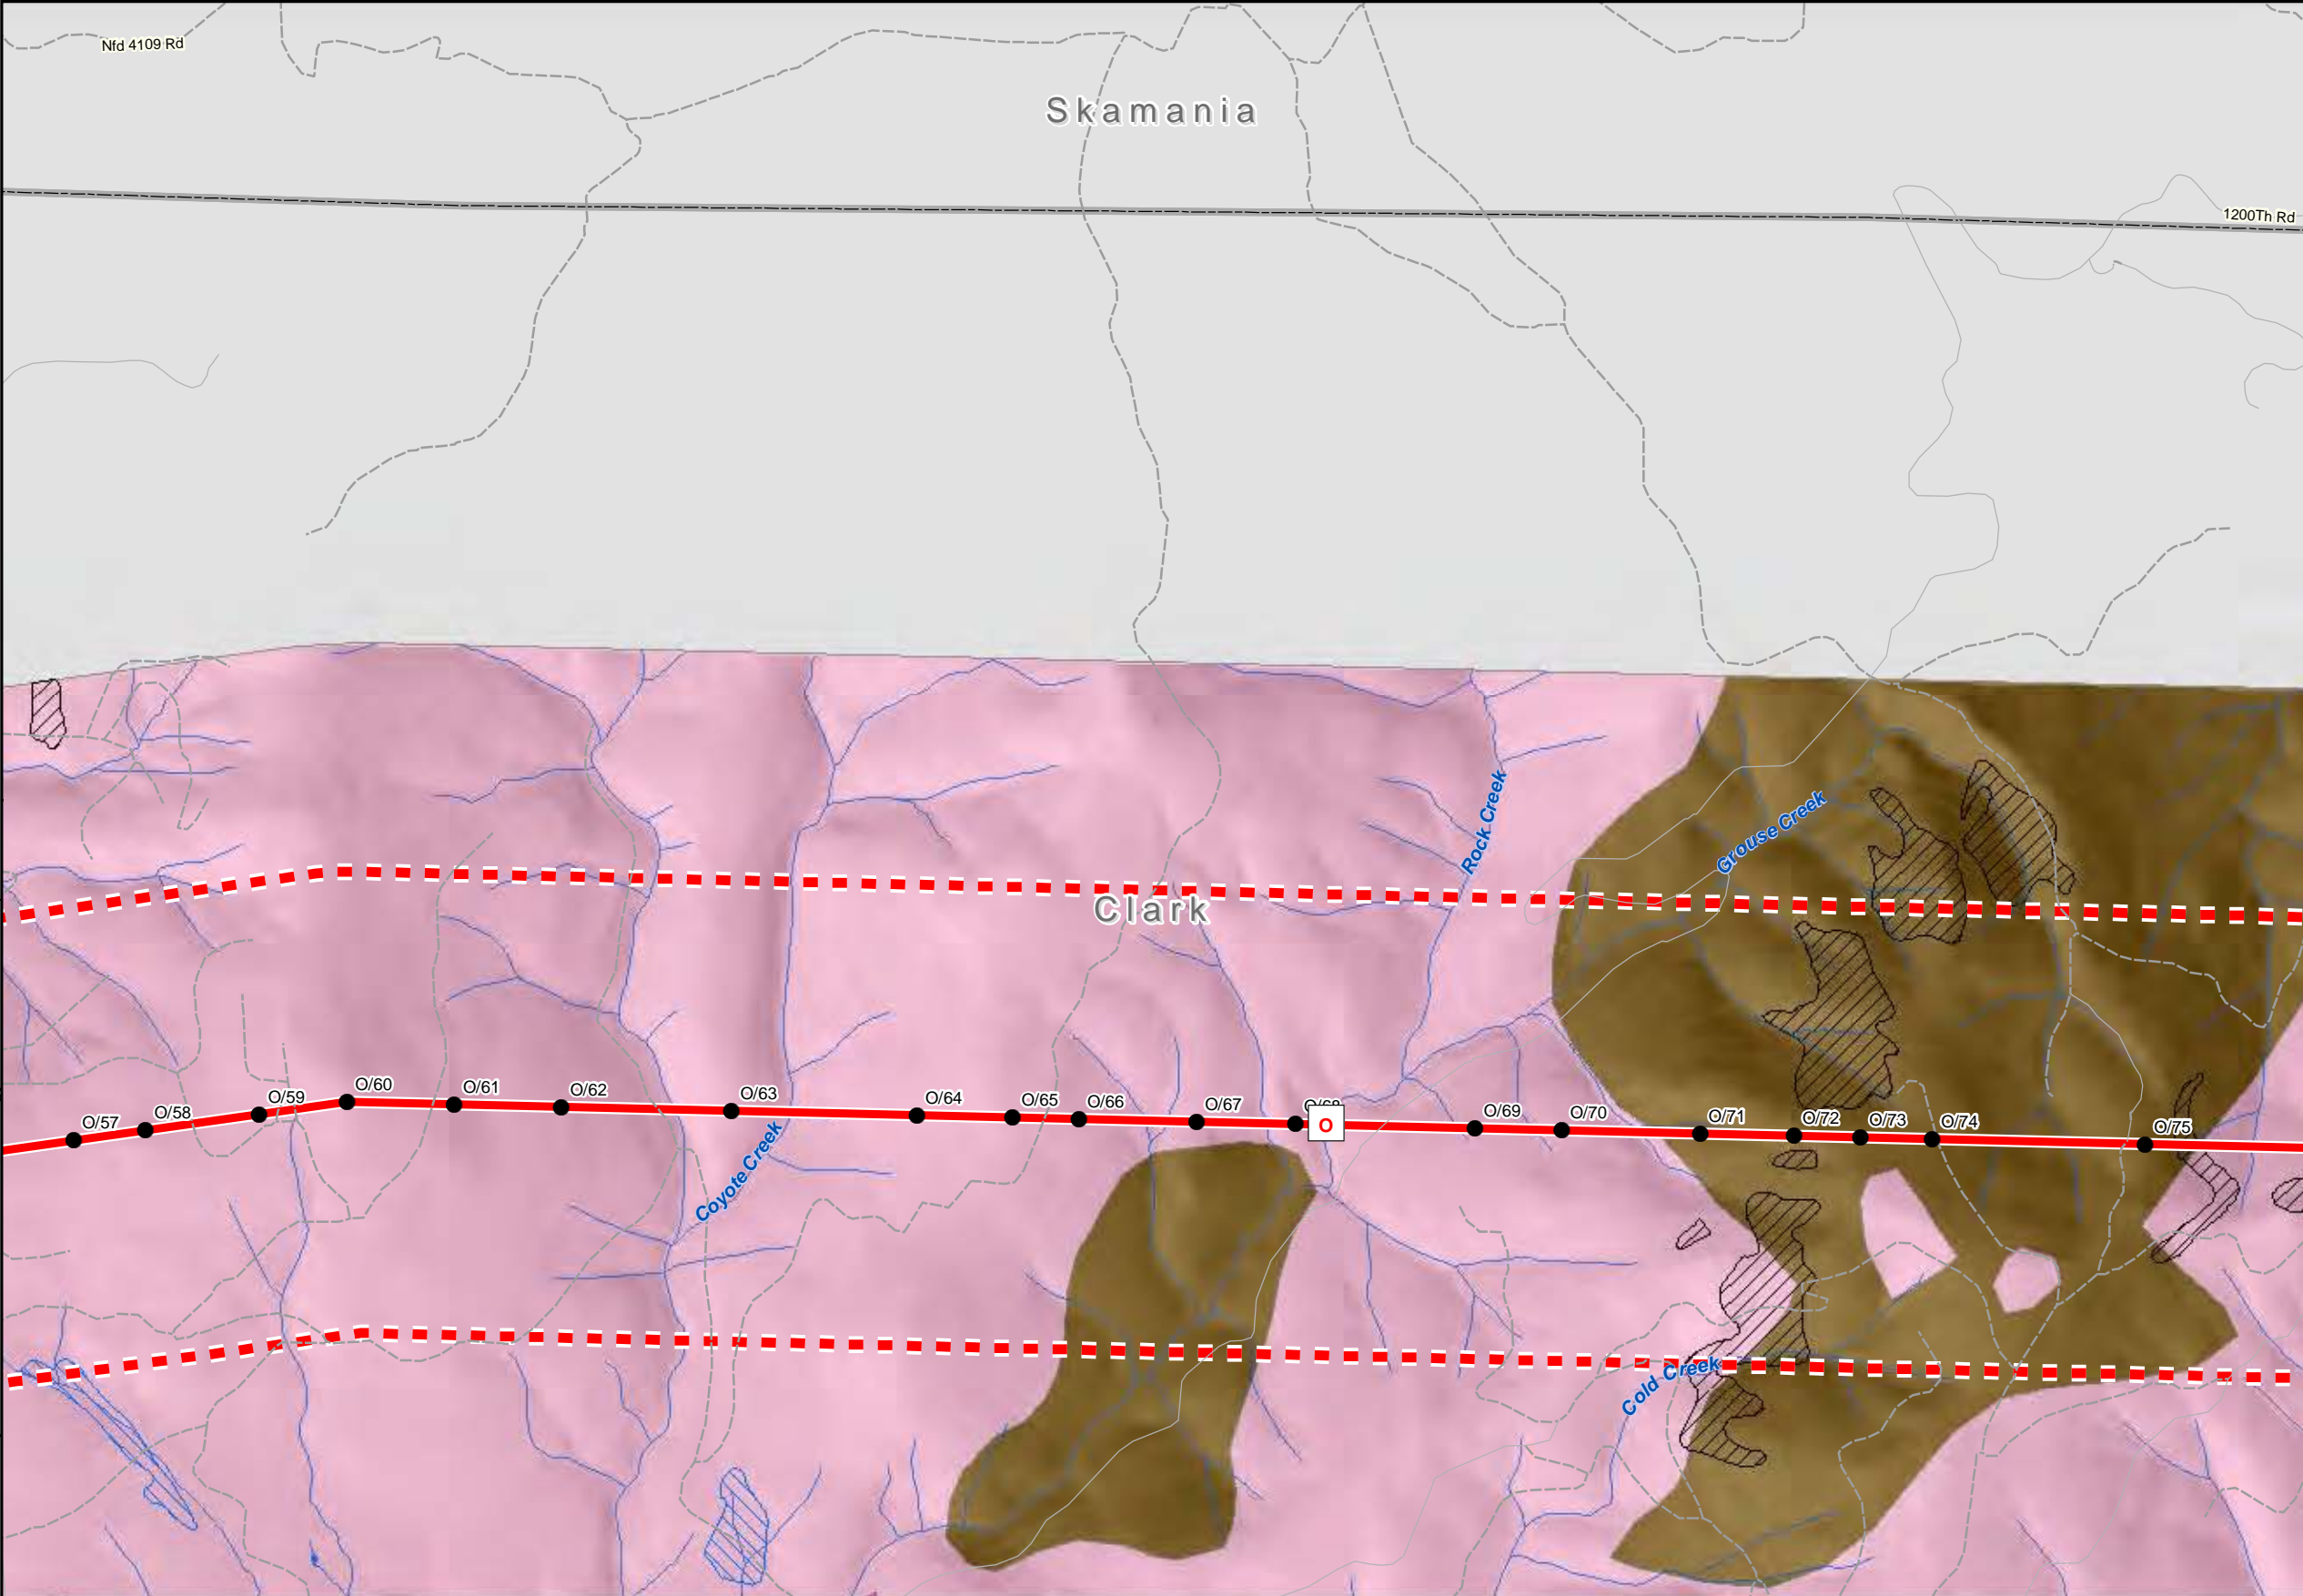 Nfd 4109 Rd
Skamania
1200Th Rd
Rock Creek
Grouse Creek
Clark
O/57
O/58
O/59
O/60
O/61
O/62
O/63
O/64
O/65
O/66
O/67
O
O/69
O/70
O/71
O/72
O/73
O/74
O/75
Coyote Creek
Cold Creek